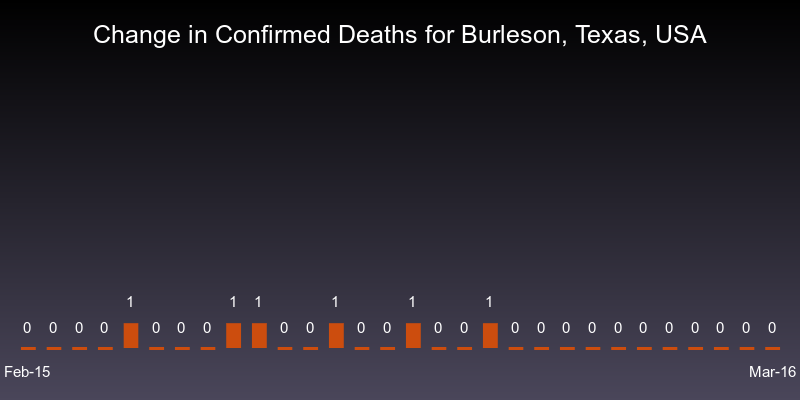 Change in Confirmed Deaths for Burleson, Texas, USA
1 1 1 1 1 1
0 0 0 0 0 0 0 0 0 0 0 0 0 0 0 0 0 0 0 0 0 0 0 0
Feb-15 Mar-16